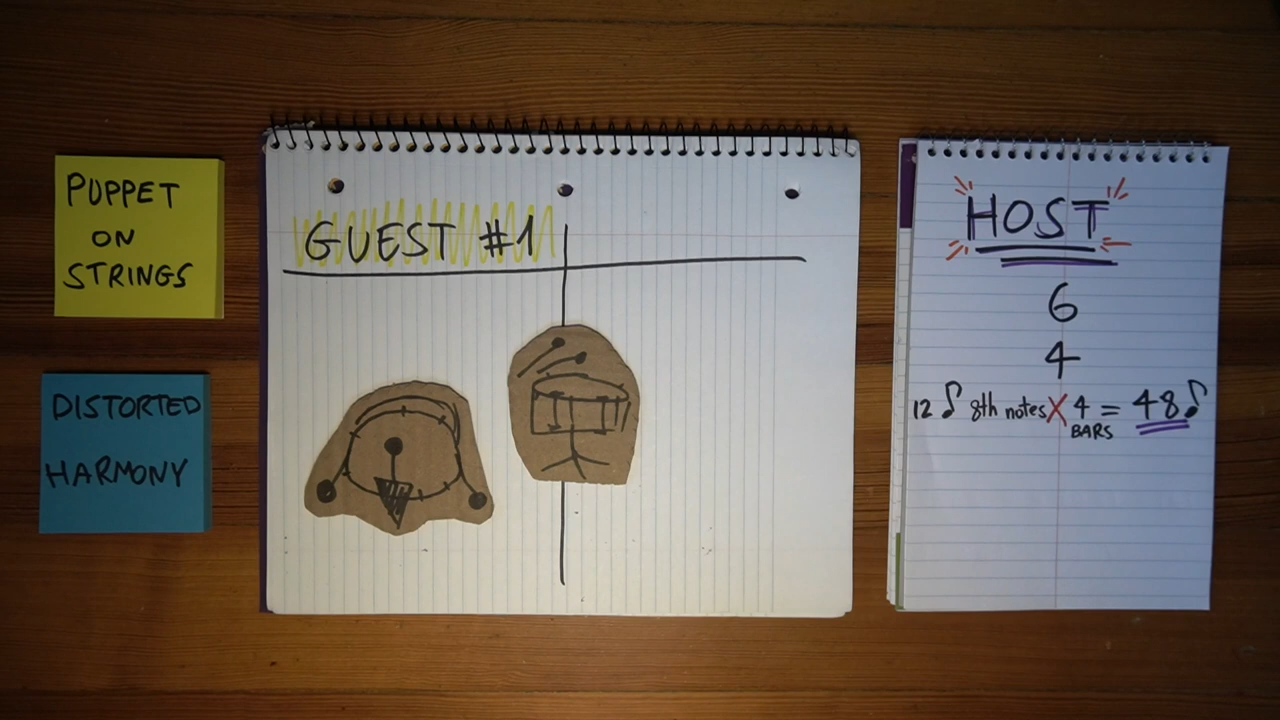 PUPPET
ON
STRINGS
DISTORTED
HARMONY
GUEST #1
HOST
6
4
12 ♪ 8th notes X 4 = 48 ♪
BARS